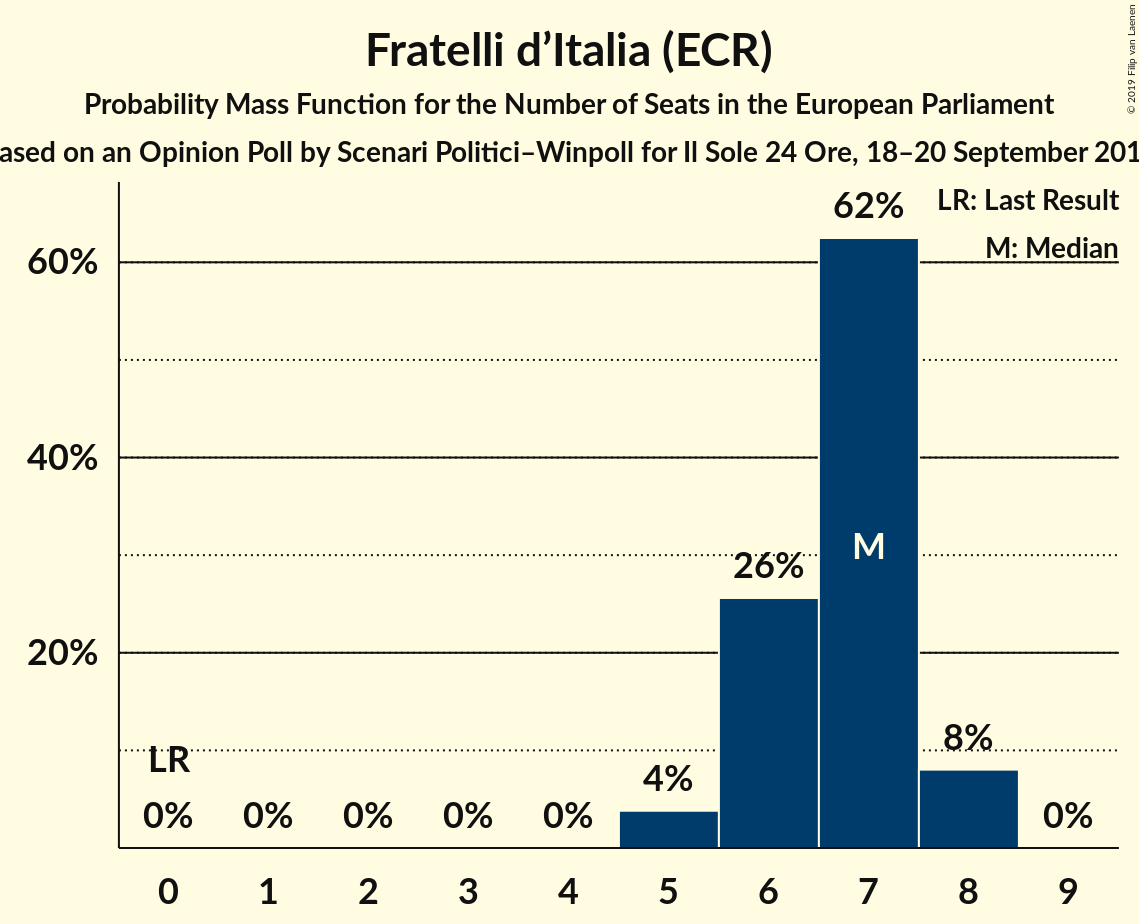 Fratelli d’Italia (ECR)
Probability Mass Function for the Number of Seats in the European Parliament
ased on an Opinion Poll by Scenari Politici–Winpoll for Il Sole 24 Ore, 18–20 September 201
© 2019 Filip van Laenen
LR: Last Result
M: Median
60%
40%
20%
62%
M
26%
8%
4%
LR
0% 0% 0% 0% 0% 0%
0 1 2 3 4 5 6 7 8 9